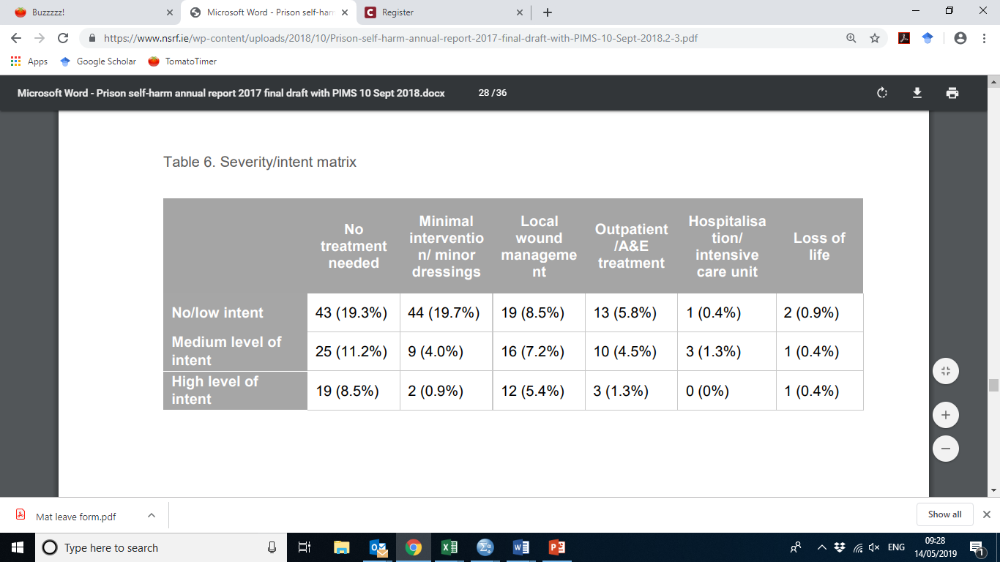 Buzzzzz!
Microsoft Word - Prison self-harm
Register
https://www.nsrf.ie/wp-content/uploads/2018/10/Prison-self-harm-annual-report-2017-final-draft-with-PIMS-10-Sept-2018.2-3.pdf
Apps
Google Scholar
TomatoTimer
Microsoft Word - Prison self-harm annual report 2017 final draft with PIMS 10 Sept 2018.docx
28 / 36
Table 6. Severity/intent matrix
No
treatment
needed
Minimal
interventio
n/ minor
dressings
Local
wound
manageme
nt
Outpatient
/A&E
treatment
Hospitalisa
tion/
intensive
care unit
Loss of
life
No/low intent
43 (19.3%)
44 (19.7%)
19 (8.5%)
13 (5.8%)
1 (0.4%)
2 (0.9%)
Medium level of
intent
25 (11.2%)
9 (4.0%)
16 (7.2%)
10 (4.5%)
3 (1.3%)
1 (0.4%)
High level of
intent
19 (8.5%)
2 (0.9%)
12 (5.4%)
3 (1.3%)
0 (0%)
1 (0.4%)
Mat leave form.pdf
Show all
Type here to search
ENG
09:28
14/05/2019
1